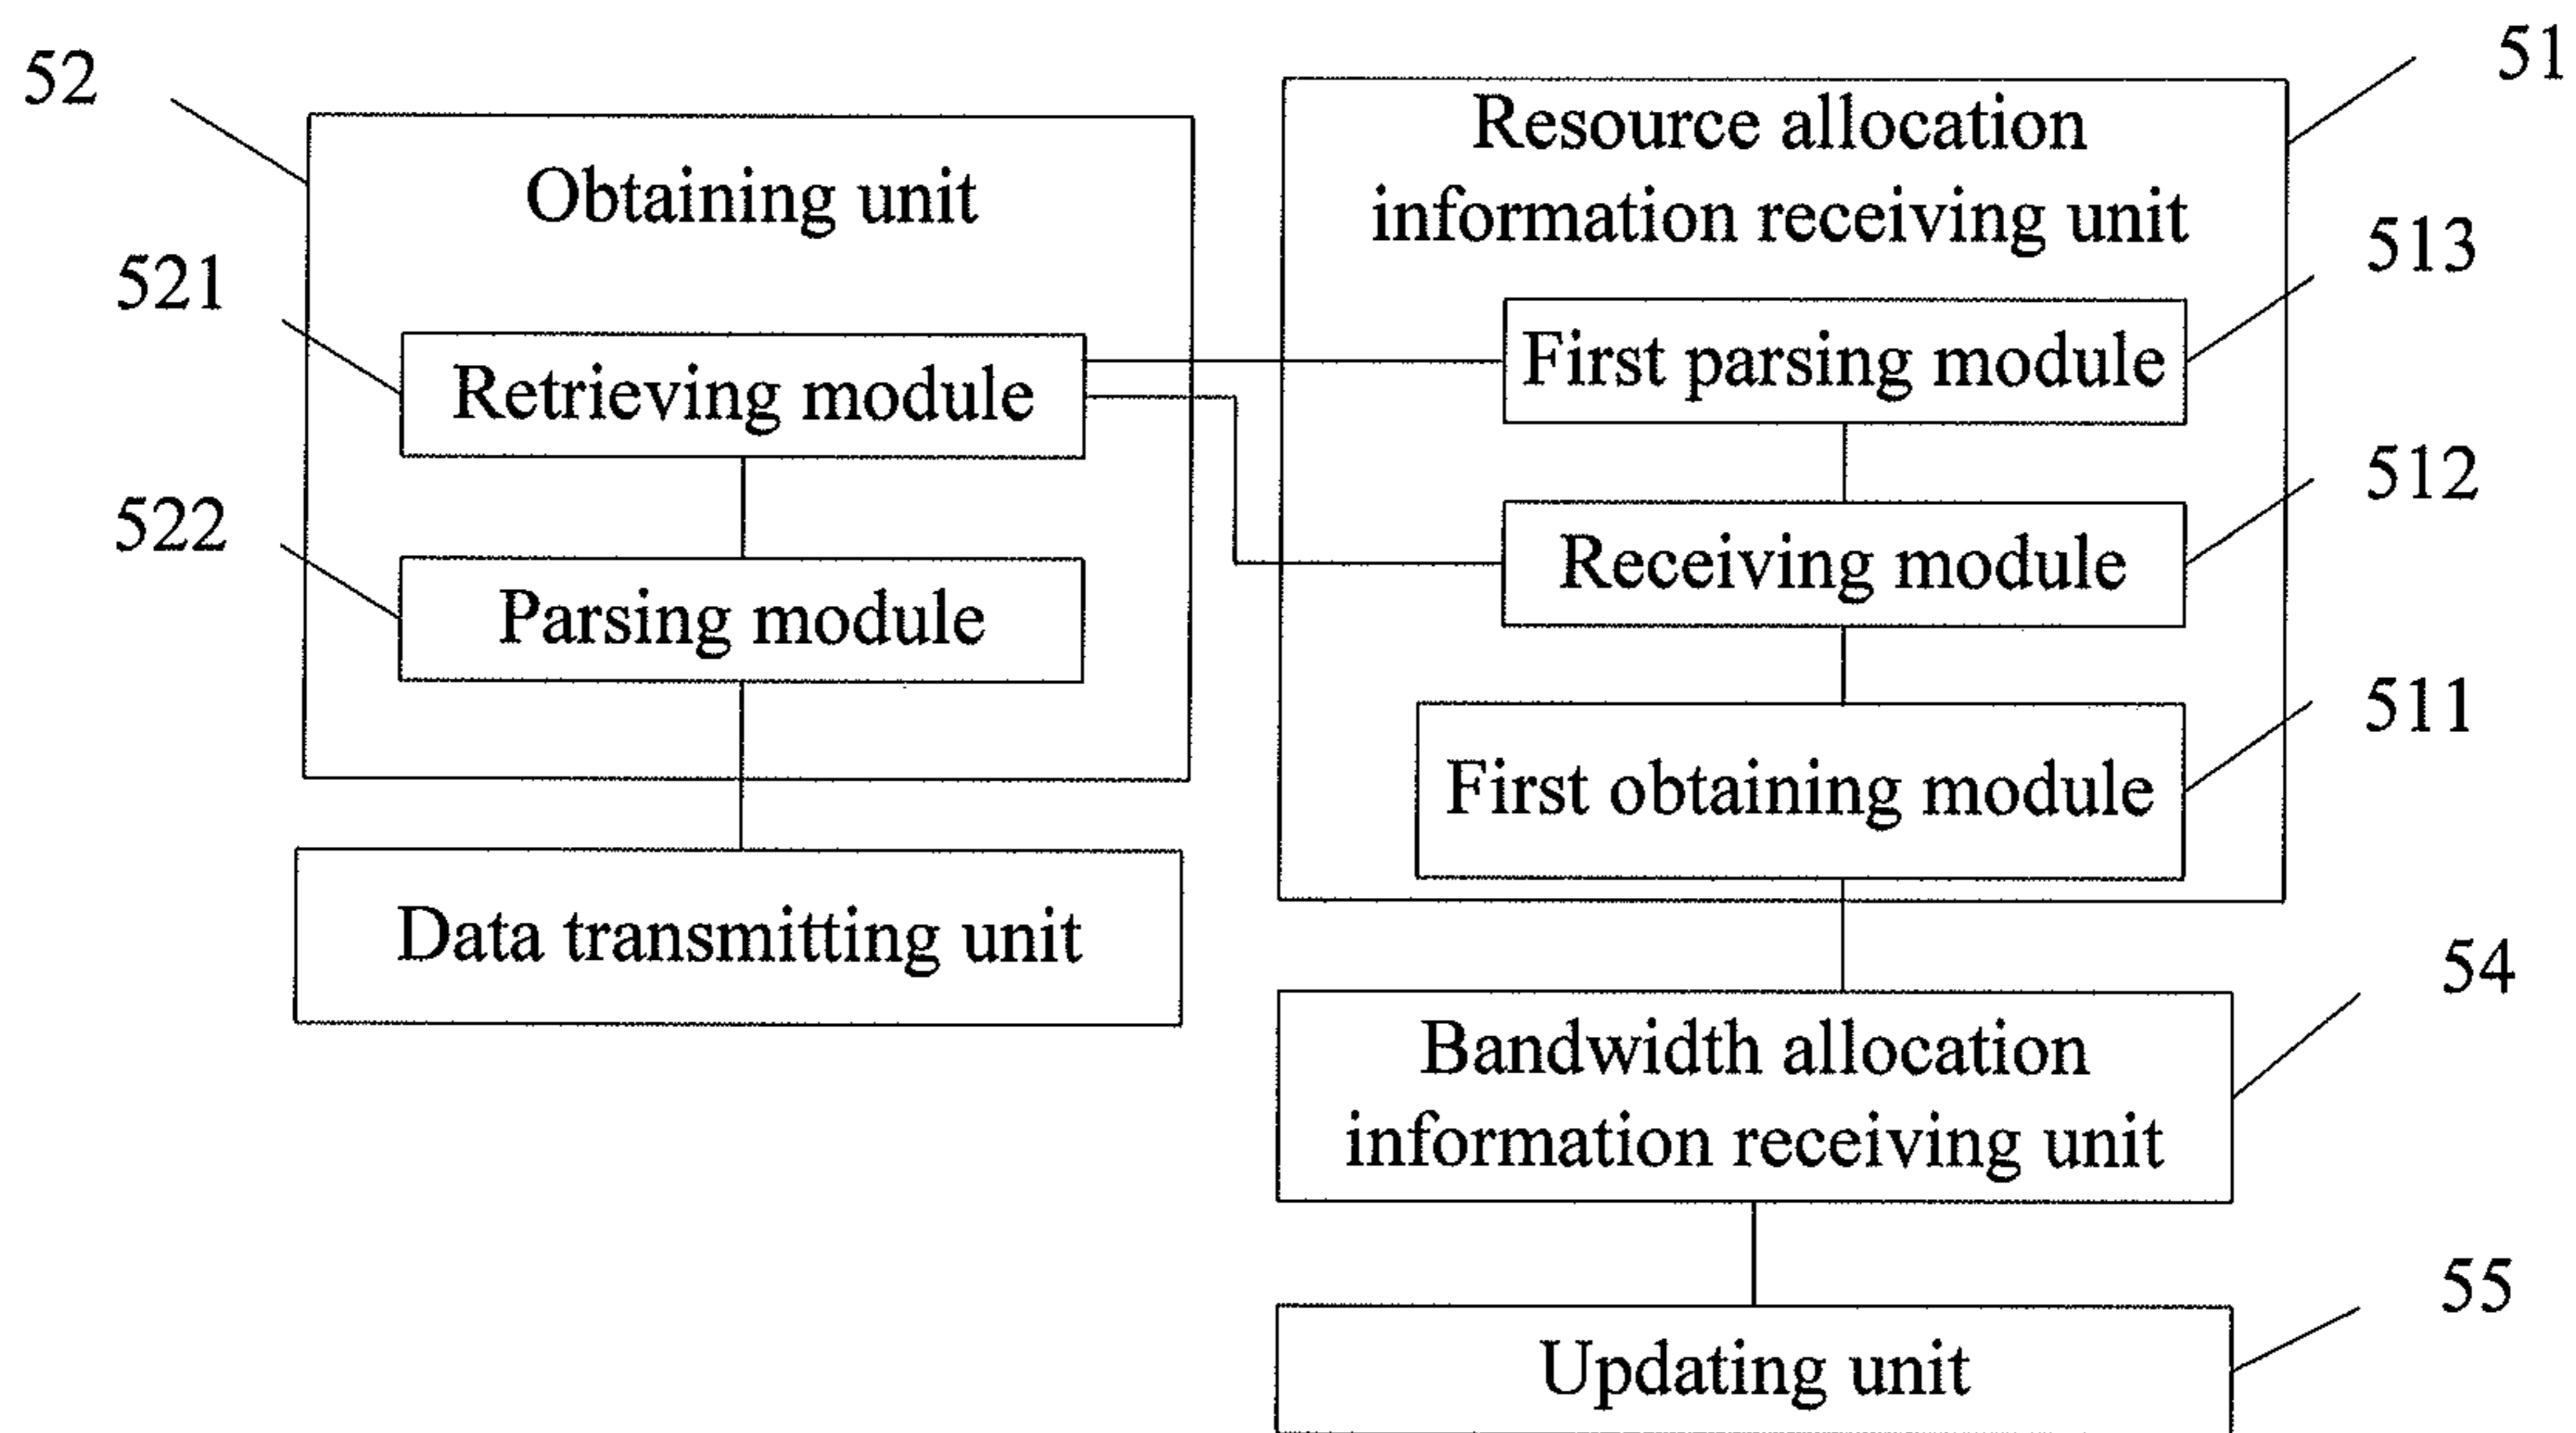 52
51
Obtaining unit
Resource allocation
information receiving unit
521
513
Retrieving module
First parsing module
522
512
Parsing module
Receiving module
511
First obtaining module
Data transmitting unit
54
Bandwidth allocation
information receiving unit
55
Updating unit